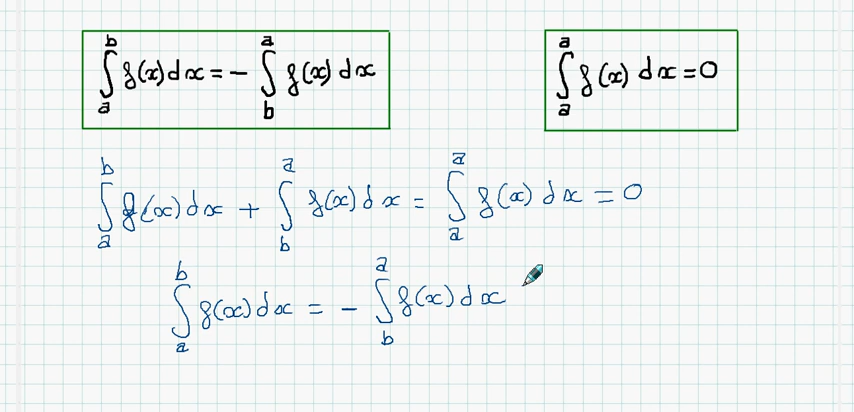 ∫_a^b f(x) dx = - ∫_b^a f(x) dx    ∫_a^a f(x) dx = 0
∫_a^b f(x) dx + ∫_b^a f(x) dx = ∫_a^a f(x) dx = 0
∫_a^b f(x) dx = - ∫_b^a f(x) dx